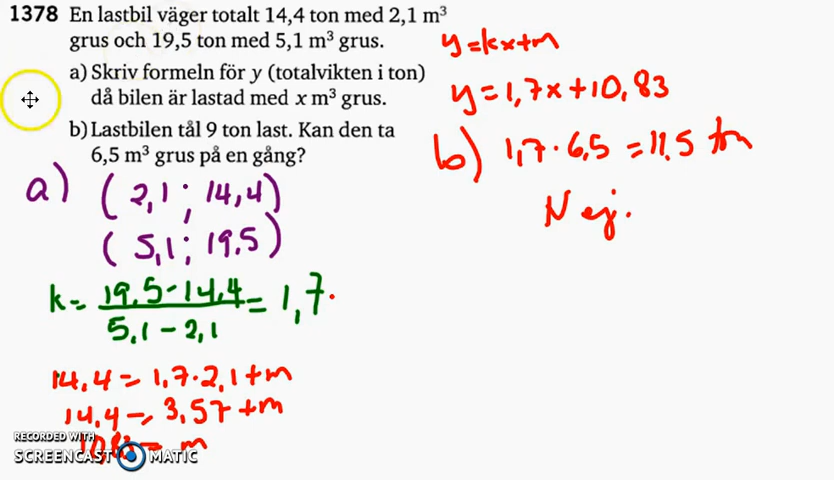 1378 En lastbil väger totalt 14,4 ton med 2,1 m³
grus och 19,5 ton med 5,1 m³ grus.
a) Skriv formeln för y (totalvikten i ton)
då bilen är lastad med x m³ grus.
b) Lastbilen tål 9 ton last. Kan den ta
6,5 m³ grus på en gång?
a) (2,1 ; 14,4)
(5,1 ; 19,5)
k = 19,5 - 14,4 / 5,1 - 2,1 = 1,7
14,4 = 1,7 · 2,1 + m
14,4 = 3,57 + m
= m
RECORDED WITH
SCREENCAST MATIC
y = kx + m
y = 1,7x + 10,83
b) 1,7 · 6,5 = 11,5 ton
Nej.